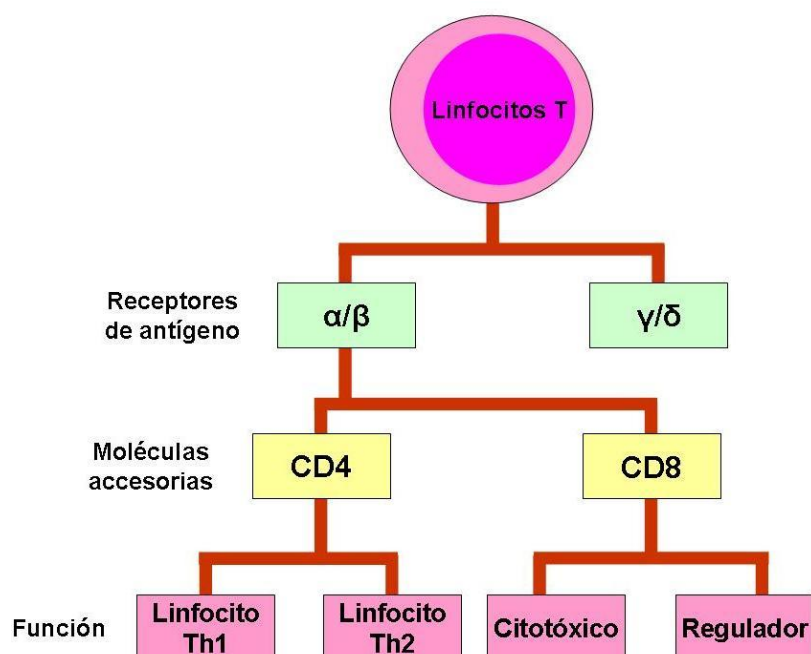 Linfocitos T
Receptores
de antígeno
α/β
γ/δ
Moléculas
accesorias
CD4
CD8
Función
Linfocito
Th1
Linfocito
Th2
Citotóxico
Regulador